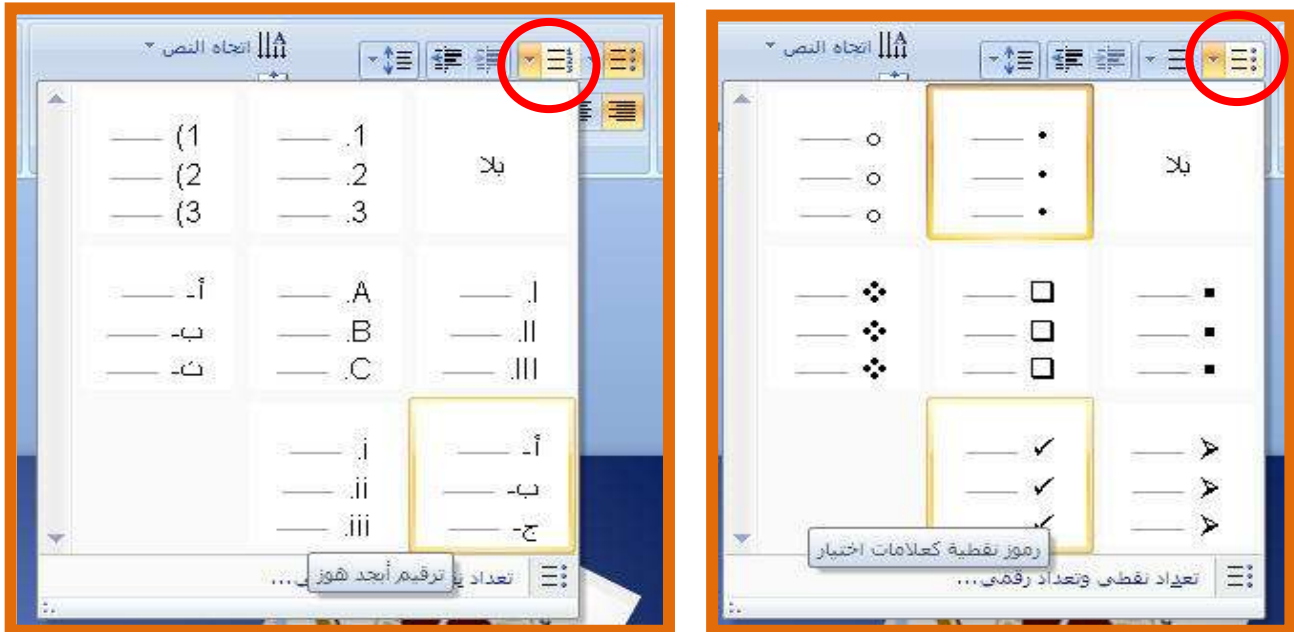 اتجاه النص
بلا
1.
2.
3.
1)
2)
3)
I.
II.
III.
A.
B.
C.
أ-
ب-
ت-
أ-
ب-
ج-
i.
ii.
iii.
ترقيم أبجد هوز
تعداد
اتجاه النص
بلا
رموز نقطية كعلامات اختيار
تعداد نقطي وتعداد رقمي...